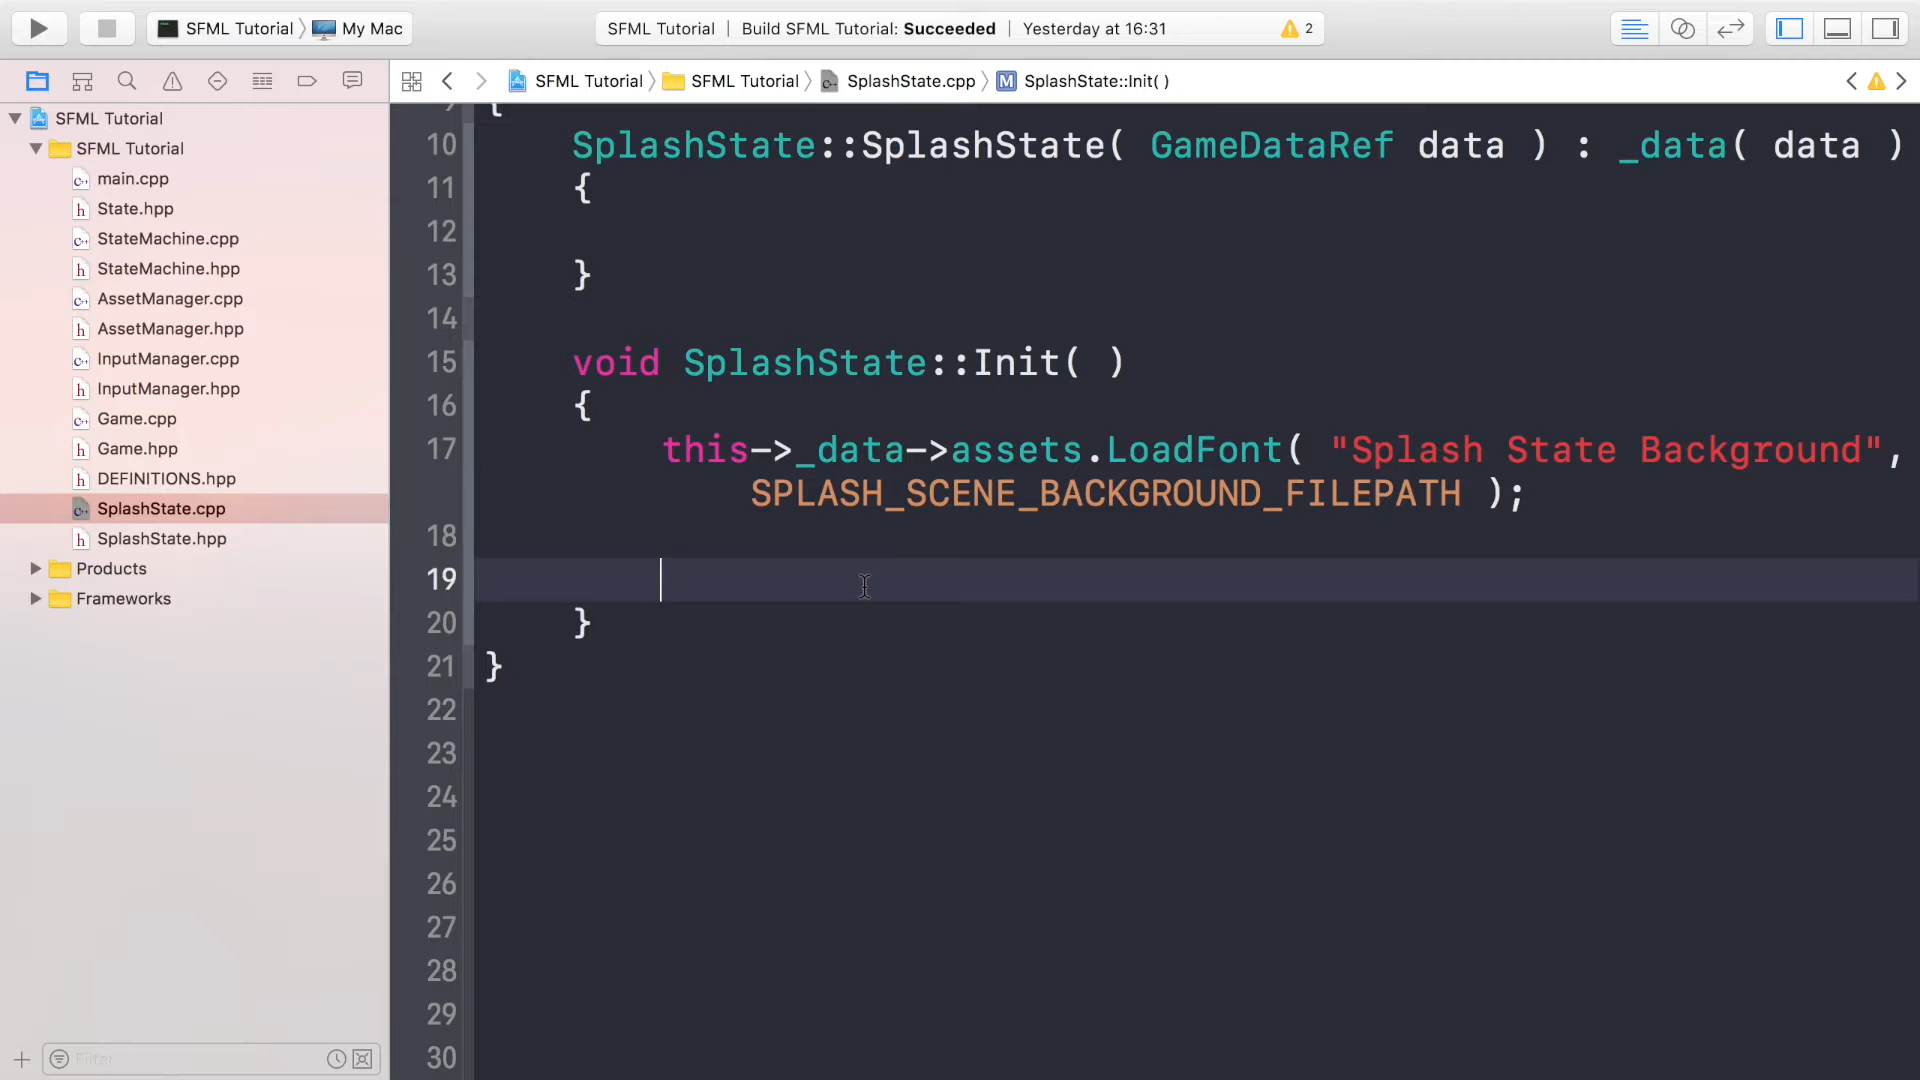 SFML Tutorial 〉 My Mac
SFML Tutorial | Build SFML Tutorial: Succeeded | Yesterday at 16:31
2
SFML Tutorial 〉 SFML Tutorial 〉 SplashState.cpp 〉 M SplashState::Init( )
SFML Tutorial
SFML Tutorial
main.cpp
State.hpp
StateMachine.cpp
StateMachine.hpp
AssetManager.cpp
AssetManager.hpp
InputManager.cpp
InputManager.hpp
Game.cpp
Game.hpp
DEFINITIONS.hpp
SplashState.cpp
SplashState.hpp
Products
Frameworks
Filter
9 {
10 SplashState::SplashState( GameDataRef data ) : _data( data )
11 {
12
13 }
14
15 void SplashState::Init( )
16 {
17 this->_data->assets.LoadFont( "Splash State Background",
SPLASH_SCENE_BACKGROUND_FILEPATH );
18
19
20 }
21 }
22
23
24
25
26
27
28
29
30